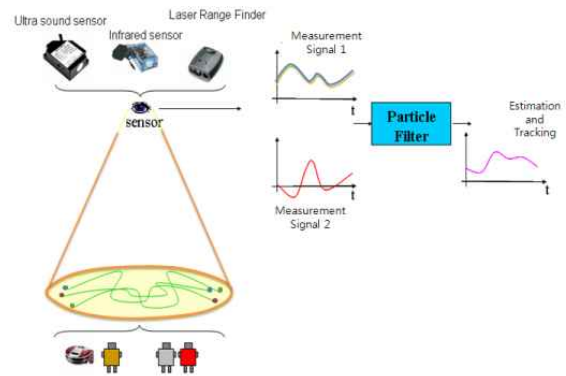 Laser Range Finder
Ultra sound sensor
Infrared sensor
sensor
Measurement
Signal 1
t
Particle
Filter
Estimation
and
Tracking
t
t
Measurement
Signal 2